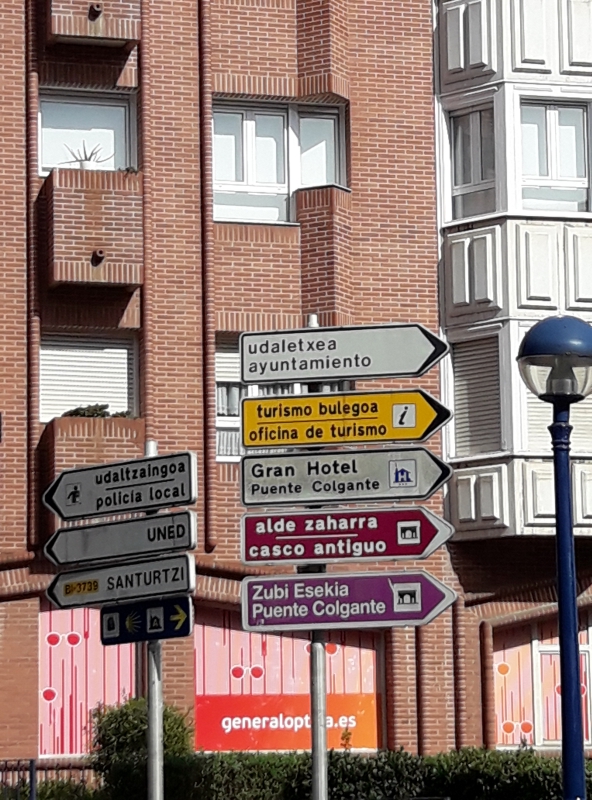 udaltzaingoa
policía local
UNED
BI-3739 SANTURTZI
udaletxea
ayuntamiento
turismo bulegoa
oficina de turismo
i
Gran Hotel
Puente Colgante
alde zaharra
casco antiguo
Zubi Esekia
Puente Colgante
generaloptica.es